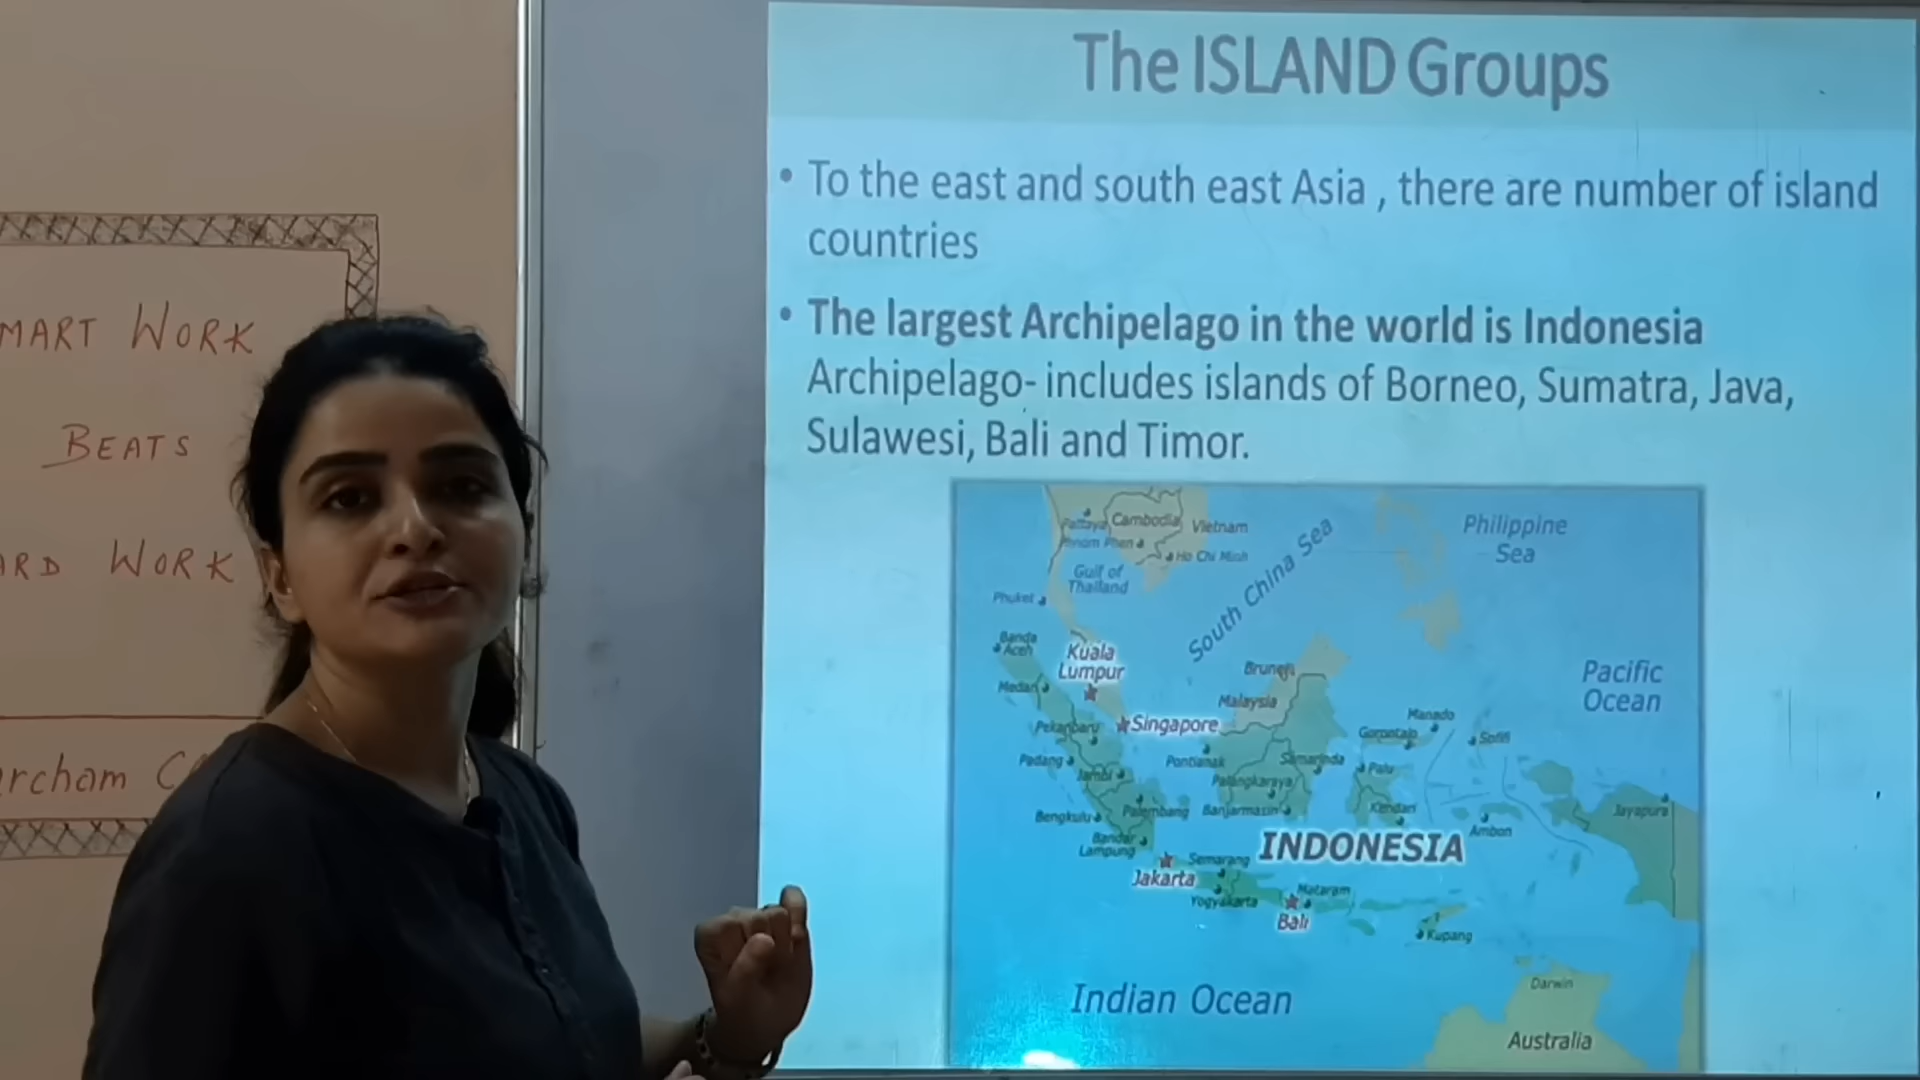 The ISLAND Groups
• To the east and south east Asia , there are number of island
countries
• The largest Archipelago in the world is Indonesia
Archipelago- includes islands of Borneo, Sumatra, Java,
Sulawesi, Bali and Timor.
MART WORK
BEATS
ARD WORK
Pattaya
Cambodia
Vietnam
Phnom Phen
Ho Chi Minh
Gulf of
Thailand
Phuket
South China Sea
Philippine
Sea
Banda
Aceh
Kuala
Lumpur
Medan
Brunei
Malaysia
Pacific
Ocean
Pekanbaru
Singapore
Manado
Gorontalo
Sofifi
Padang
Pontianak
Samarinda
Palu
Jambi
Palangkaraya
Bengkulu
Palembang
Banjarmasin
Kendari
Jayapura
Ambon
Bandar
Lampung
INDONESIA
Semarang
Jakarta
Yogyakarta
Mataram
Bali
Kupang
Indian Ocean
Darwin
Australia